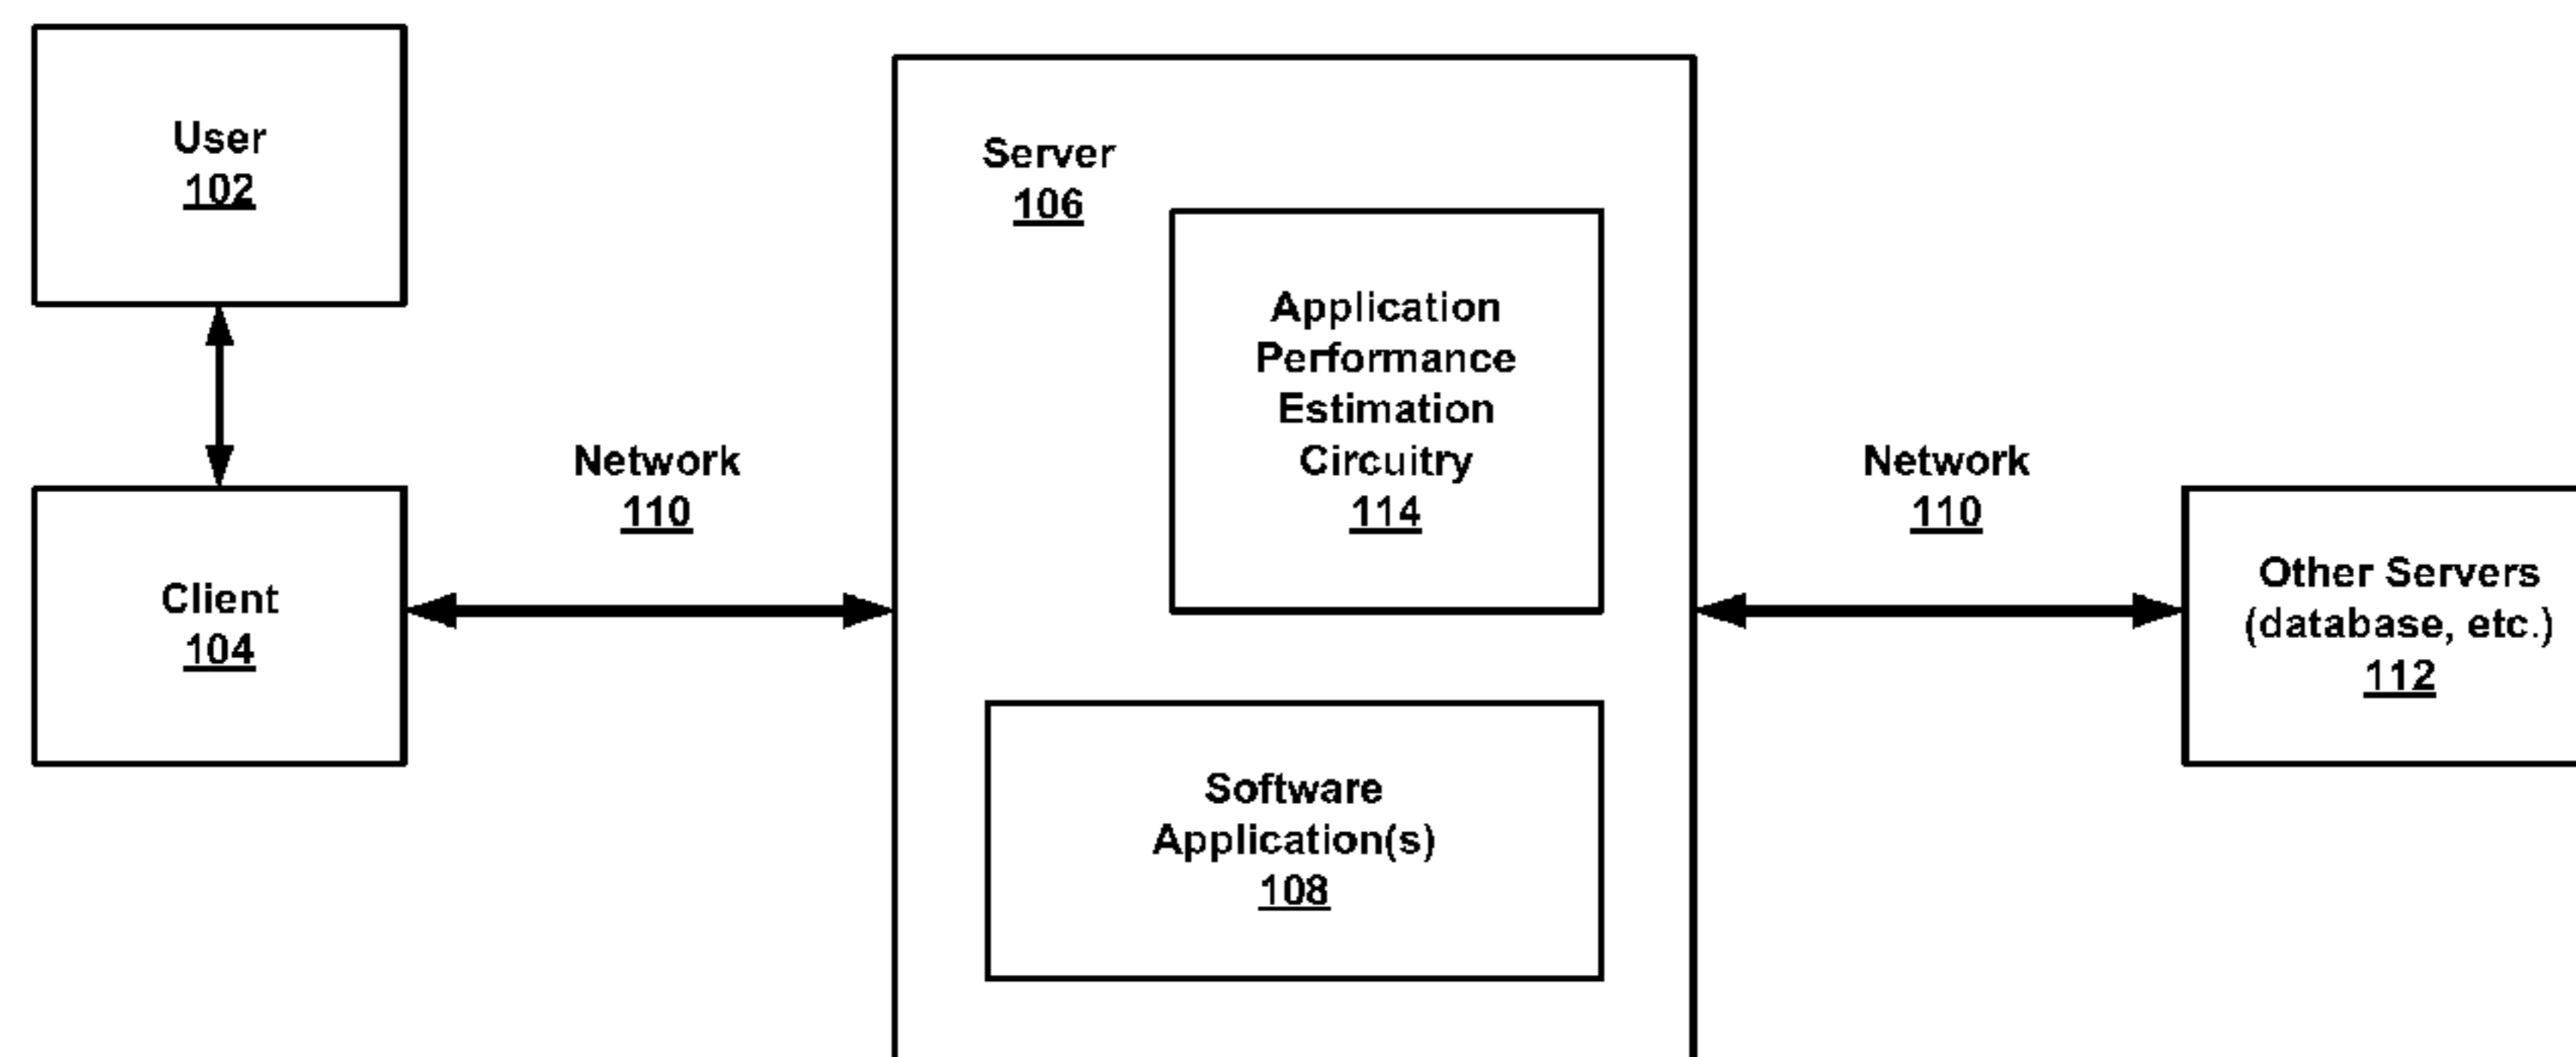 User
102
Client
104
Network
110
Server
106
Application
Performance
Estimation
Circuitry
114
Software
Application(s)
108
Network
110
Other Servers
(database, etc.)
112